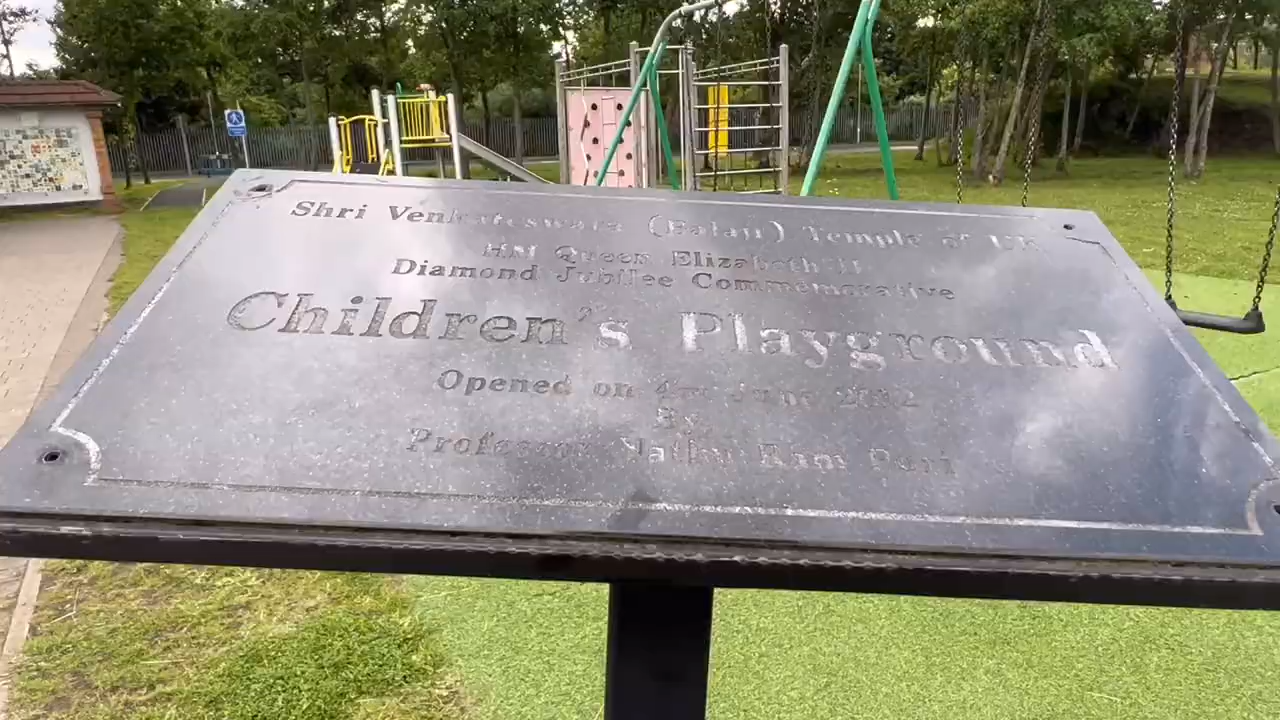 Shri Venkateswara (Balaji) Temple of UK
HM Queen Elizabeth II
Diamond Jubilee Commemorative
Children's Playground
Opened on 4th June 2012
By
Professor Nathu Ram Puri